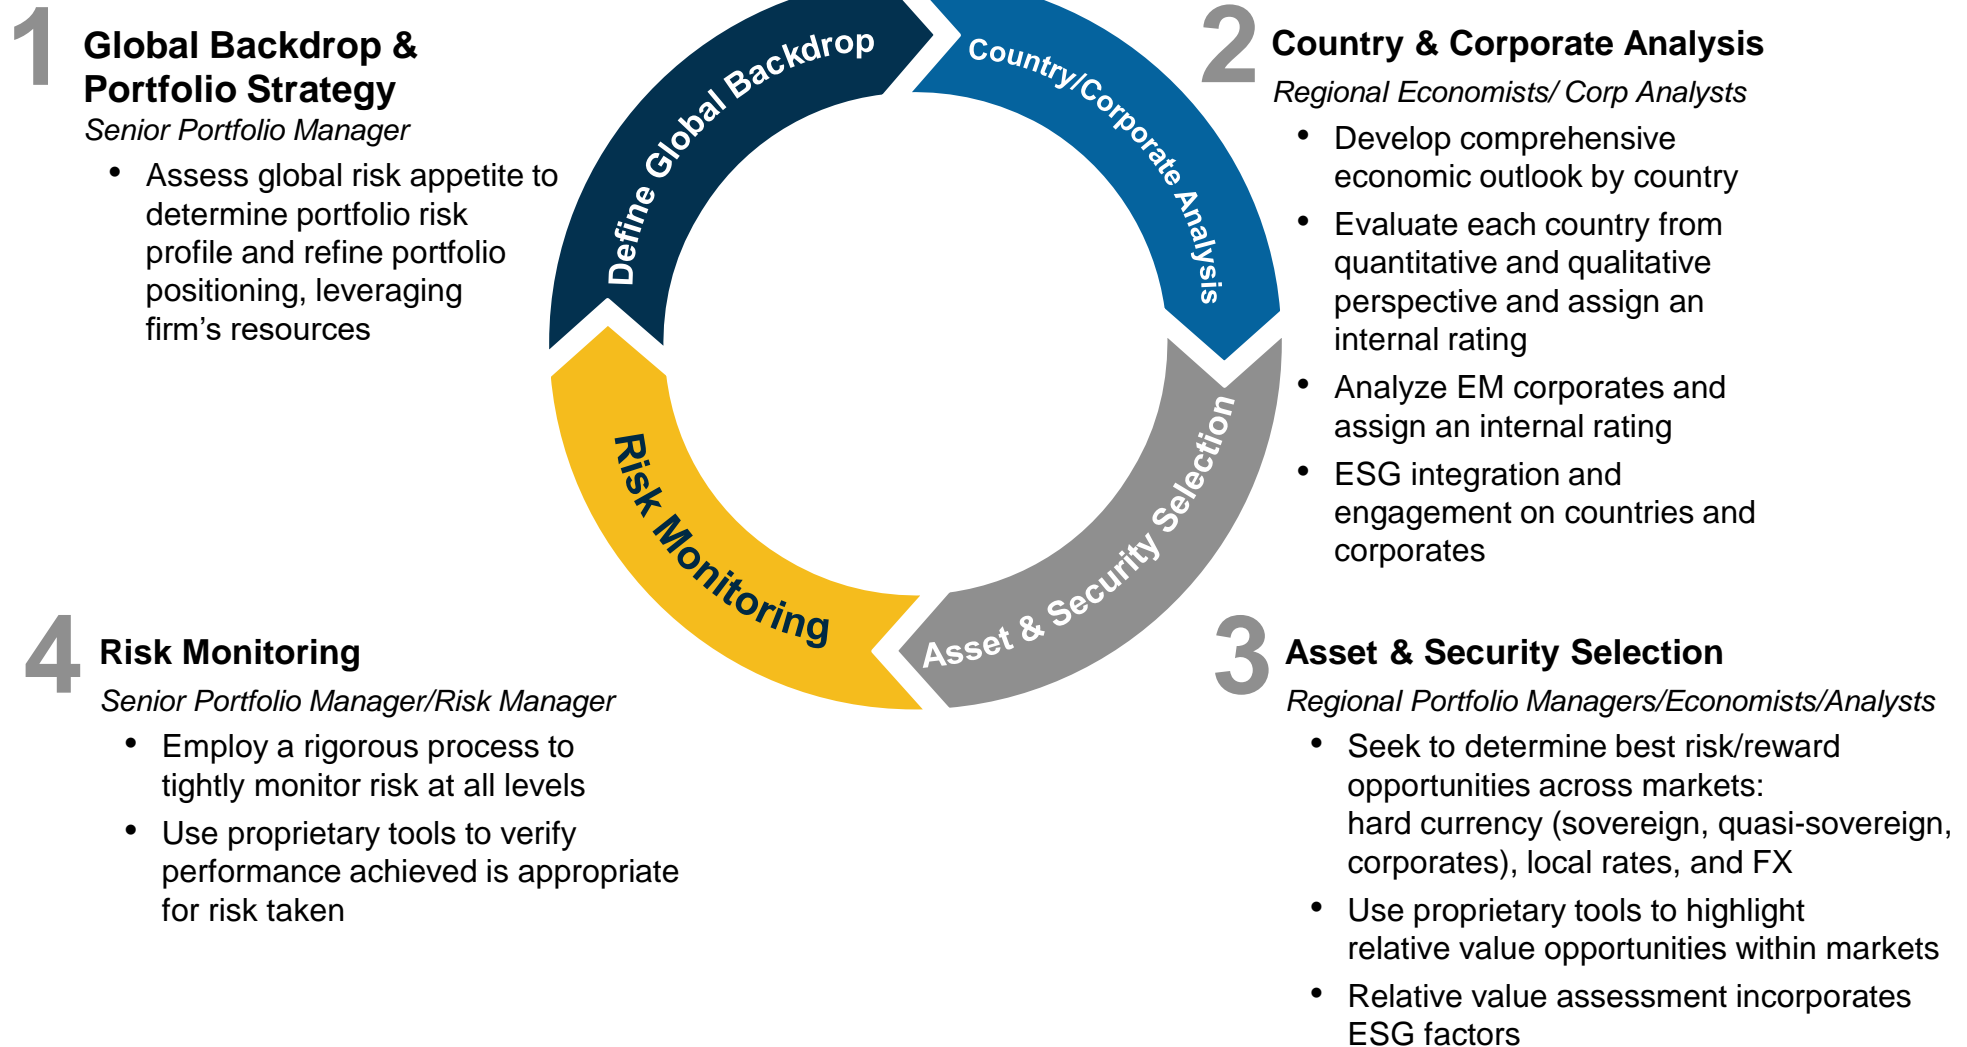 1
Global Backdrop &
Portfolio Strategy
Senior Portfolio Manager
• Assess global risk appetite to
determine portfolio risk
profile and refine portfolio
positioning, leveraging
firm's resources
Define Global Backdrop
Country/Corporate Analysis
Asset & Security Selection
Risk Monitoring
2
Country & Corporate Analysis
Regional Economists/ Corp Analysts
• Develop comprehensive
economic outlook by country
• Evaluate each country from
quantitative and qualitative
perspective and assign an
internal rating
• Analyze EM corporates and
assign an internal rating
• ESG integration and
engagement on countries and
corporates
3
Asset & Security Selection
Regional Portfolio Managers/Economists/Analysts
• Seek to determine best risk/reward
opportunities across markets:
hard currency (sovereign, quasi-sovereign,
corporates), local rates, and FX
• Use proprietary tools to highlight
relative value opportunities within markets
• Relative value assessment incorporates
ESG factors
4
Risk Monitoring
Senior Portfolio Manager/Risk Manager
• Employ a rigorous process to
tightly monitor risk at all levels
• Use proprietary tools to verify
performance achieved is appropriate
for risk taken